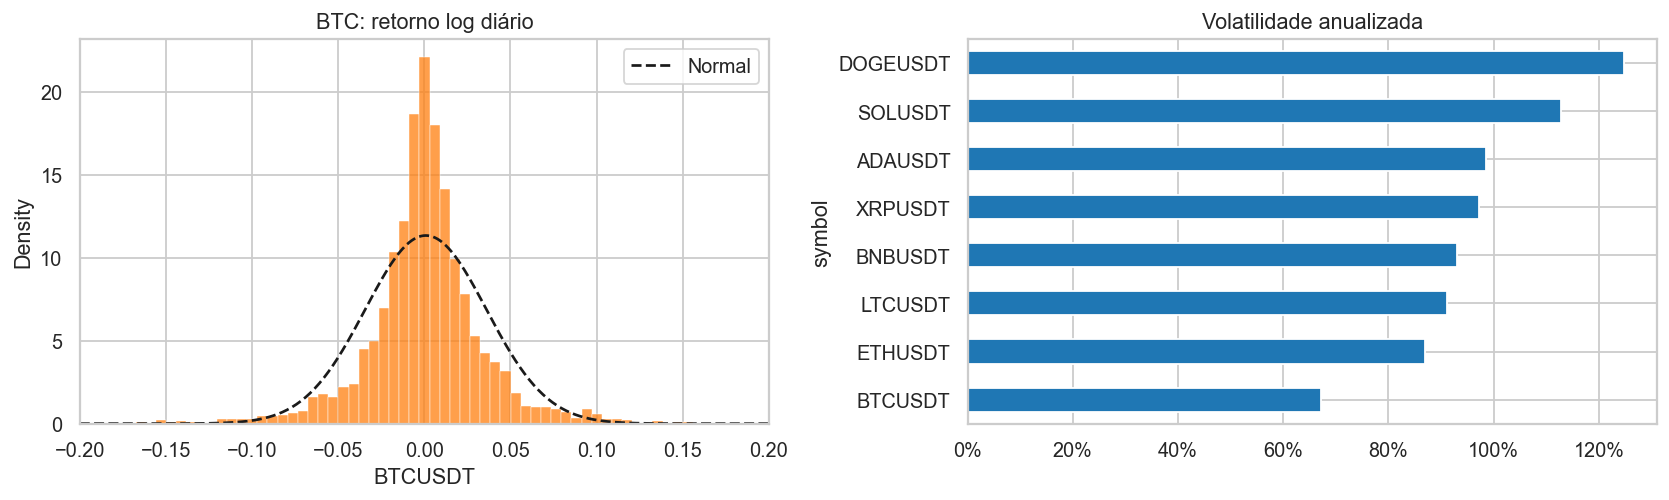 BTC: retorno log diário
Normal
Density
20
15
10
5
0
−0.20
−0.15
−0.10
−0.05
0.00
0.05
0.10
0.15
0.20
BTCUSDT
Volatilidade anualizada
symbol
DOGEUSDT
SOLUSDT
ADAUSDT
XRPUSDT
BNBUSDT
LTCUSDT
ETHUSDT
BTCUSDT
0%
20%
40%
60%
80%
100%
120%